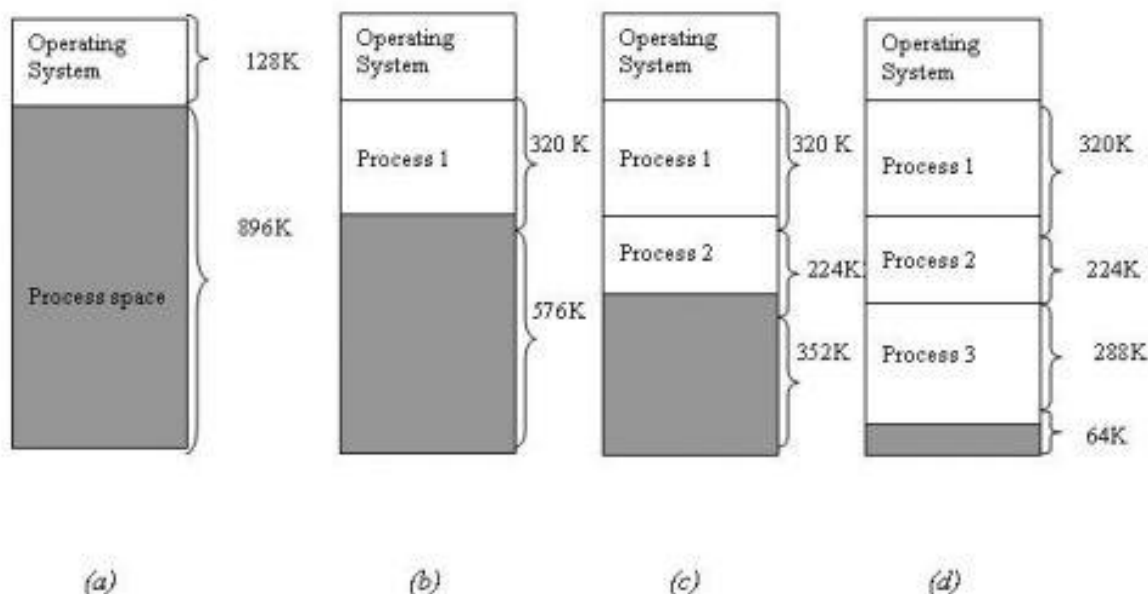 Operating
System
128K
Process space
896K
(a)
Operating
System
Process 1
320 K
576K
(b)
Operating
System
Process 1
320 K
Process 2
224K
352K
(c)
Operating
System
Process 1
320K
Process 2
224K
Process 3
288K
64K
(d)